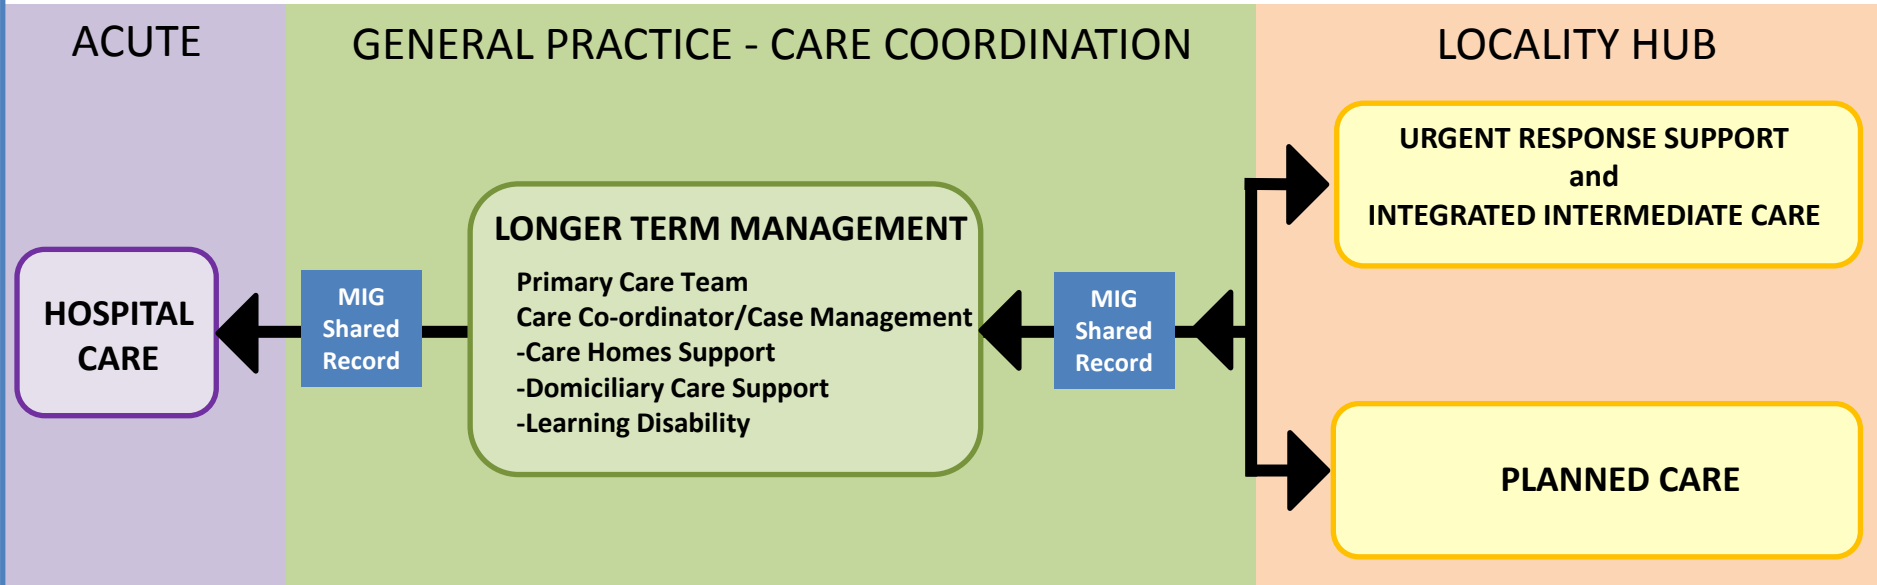 ACUTE
GENERAL PRACTICE - CARE COORDINATION
LOCALITY HUB
HOSPITAL
CARE
MIG
Shared
Record
LONGER TERM MANAGEMENT
Primary Care Team
Care Co-ordinator/Case Management
-Care Homes Support
-Domiciliary Care Support
-Learning Disability
MIG
Shared
Record
URGENT RESPONSE SUPPORT
and
INTEGRATED INTERMEDIATE CARE
PLANNED CARE